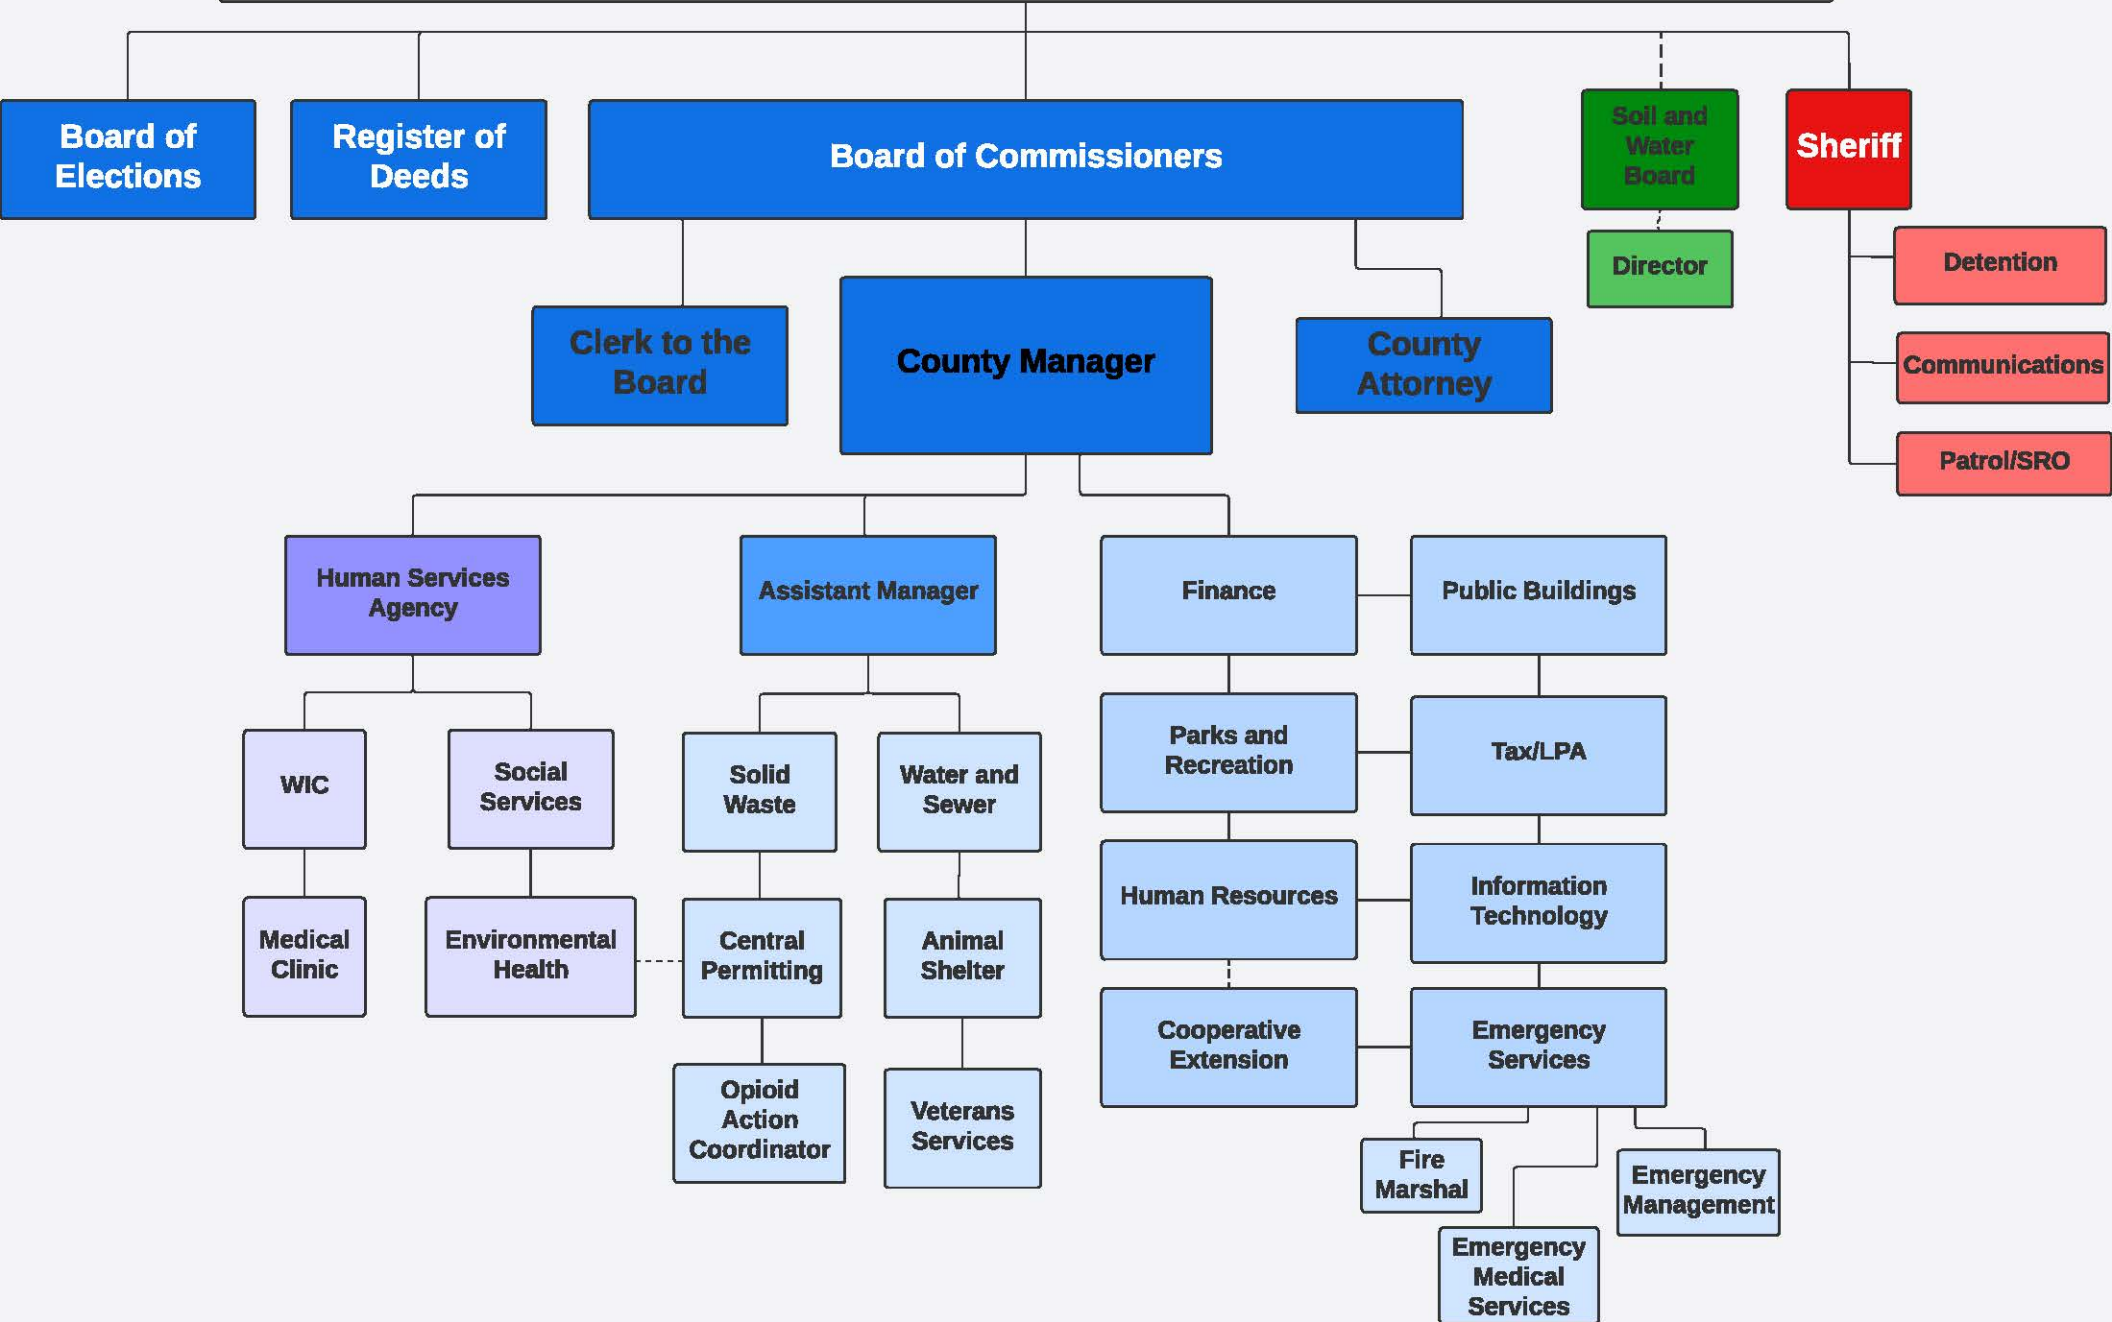 Board of
Elections
Register of
Deeds
Board of Commissioners
Soil and
Water
Board
Sheriff
Director
Detention
Communications
Patrol/SRO
Clerk to the
Board
County Manager
County
Attorney
Human Services
Agency
Assistant Manager
Finance
Public Buildings
WIC
Social
Services
Solid
Waste
Water and
Sewer
Parks and
Recreation
Tax/LPA
Medical
Clinic
Environmental
Health
Central
Permitting
Animal
Shelter
Human Resources
Information
Technology
Opioid
Action
Coordinator
Veterans
Services
Cooperative
Extension
Emergency
Services
Fire
Marshal
Emergency
Management
Emergency
Medical
Services